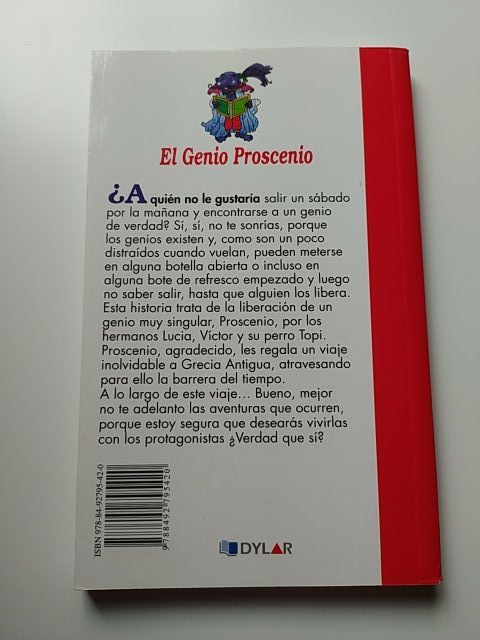 El Genio Proscenio
¿A quién no le gustaría salir un sábado
por la mañana y encontrarse a un genio
de verdad? Sí, sí, no te sonrías, porque
los genios existen y, como son un poco
distraídos cuando vuelan, pueden meterse
en alguna botella abierta o incluso en
algún bote de refresco empezado y luego
no saber salir, hasta que alguien los libera.
Esta historia trata de la liberación de un
genio muy singular, Proscenio, por los
hermanos Lucía, Víctor y su perro Topi.
Proscenio, agradecido, les regala un viaje
inolvidable a Grecia Antigua, atravesando
para ello la barrera del tiempo.
A lo largo de este viaje... Bueno, mejor
no te adelanto las aventuras que ocurren,
porque estoy segura que desearás vivirlas
con los protagonistas ¿Verdad que sí?
ISBN 978-84-92795-42-0
9 788492 795420
DYLAR